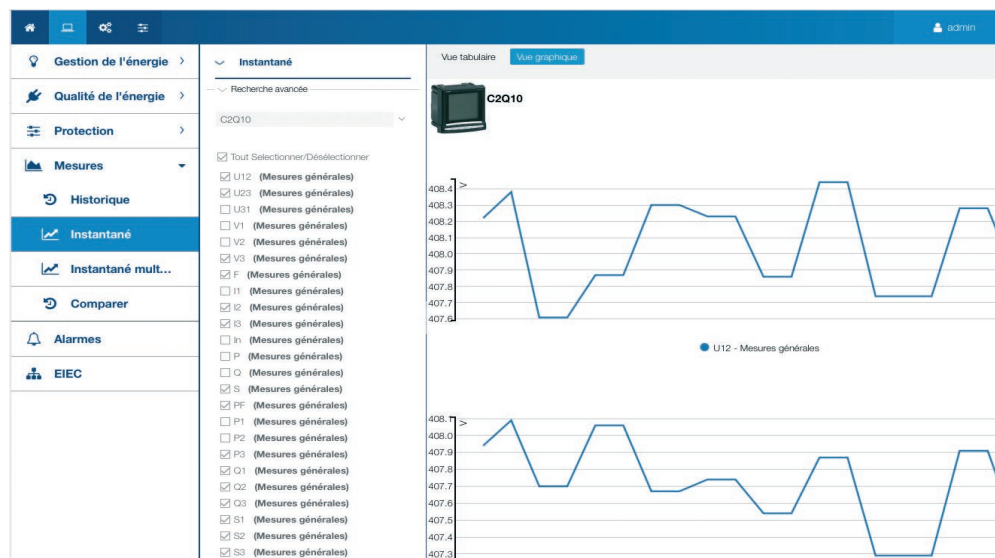 admin
Gestion de l'énergie
Qualité de l'énergie
Protection
Mesures
Historique
Instantané
Instantané mult...
Comparer
Alarmes
EIEC
Instantané
Recherche avancée
C2Q10
Tout Selectionner/Désélectionner
U12 (Mesures générales)
U23 (Mesures générales)
U31 (Mesures générales)
V1 (Mesures générales)
V2 (Mesures générales)
V3 (Mesures générales)
F (Mesures générales)
I1 (Mesures générales)
I2 (Mesures générales)
I3 (Mesures générales)
In (Mesures générales)
P (Mesures générales)
Q (Mesures générales)
S (Mesures générales)
PF (Mesures générales)
P1 (Mesures générales)
P2 (Mesures générales)
P3 (Mesures générales)
Q1 (Mesures générales)
Q2 (Mesures générales)
Q3 (Mesures générales)
S1 (Mesures générales)
S2 (Mesures générales)
S3 (Mesures générales)
Vue tabulaire Vue graphique
C2Q10
V
408.4
408.3
408.2
408.1
408.0
407.9
407.8
407.7
407.6
U12 - Mesures générales
V
408.1
408.0
407.9
407.8
407.7
407.6
407.5
407.4
407.3